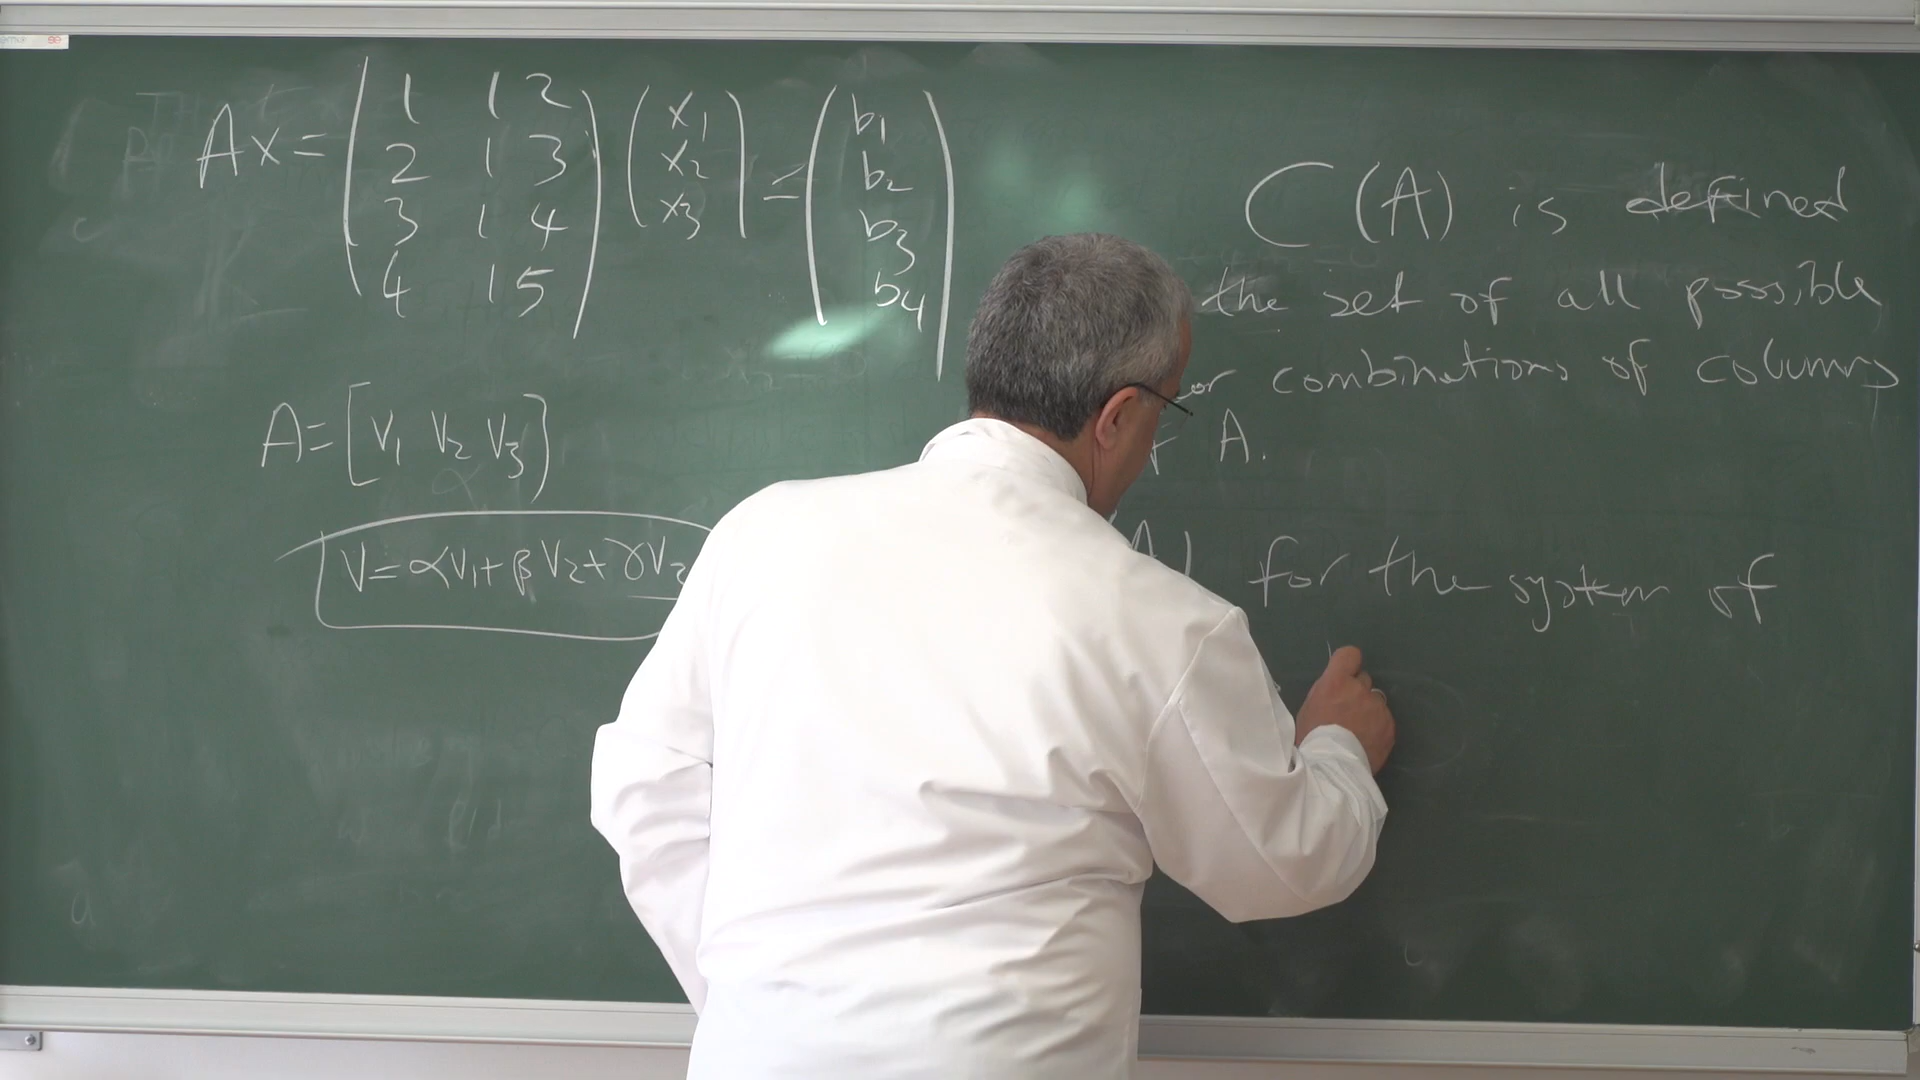 Ax = ( 1 1 2 ) ( x1 ) = ( b1 )
2 1 3 x2 b2
3 1 4 x3 b3
4 1 5 b4
A = [ v1 v2 v3 ]
v = αv1 + βv2 + γv3
C(A) is defined
the set of all possible
combinations of columns
A.
for the system of